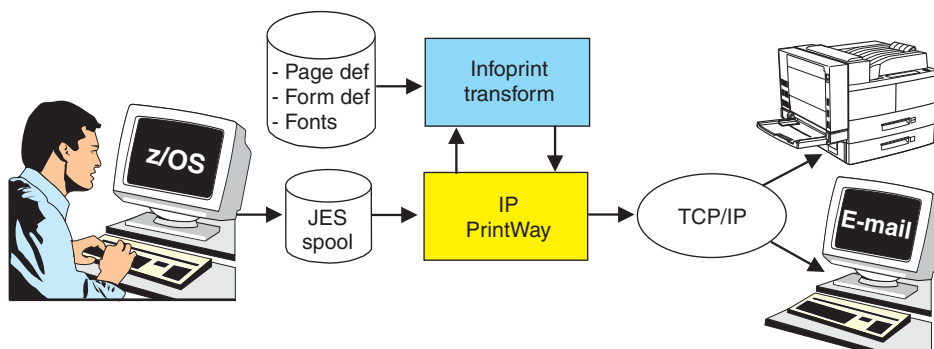 - Page def
- Form def
- Fonts
Infoprint
transform
z/OS
JES
spool
IP
PrintWay
TCP/IP
E-mail